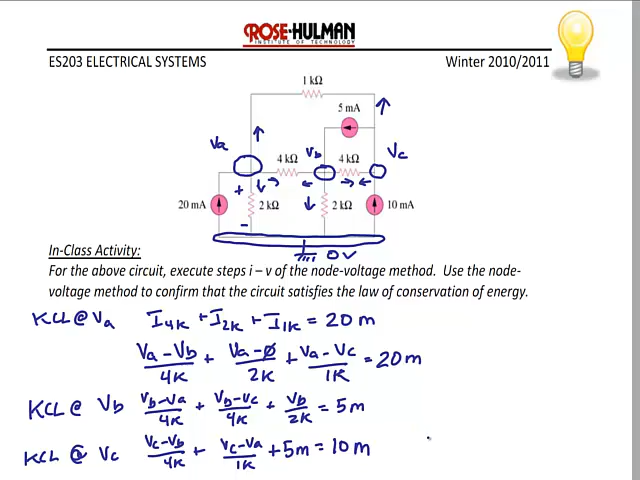 ROSE-HULMAN
INSTITUTE OF TECHNOLOGY
ES203 ELECTRICAL SYSTEMS Winter 2010/2011
1 kΩ
5 mA
Va 4 kΩ Vb 4 kΩ Vc
+
20 mA 2 kΩ 2 kΩ 10 mA
-
0V
In-Class Activity:
For the above circuit, execute steps i – v of the node-voltage method. Use the node-
voltage method to confirm that the circuit satisfies the law of conservation of energy.
KCL@Va I4K + I2K + I1K = 20 m
(Va-Vb)/4K + (Va-0)/2K + (Va-Vc)/1K = 20m
KCL@ Vb (Vb-Va)/4K + (Vb-Vc)/4K + Vb/2K = 5m
KCL @ Vc (Vc-Vb)/4K + (Vc-Va)/1K + 5m = 10m